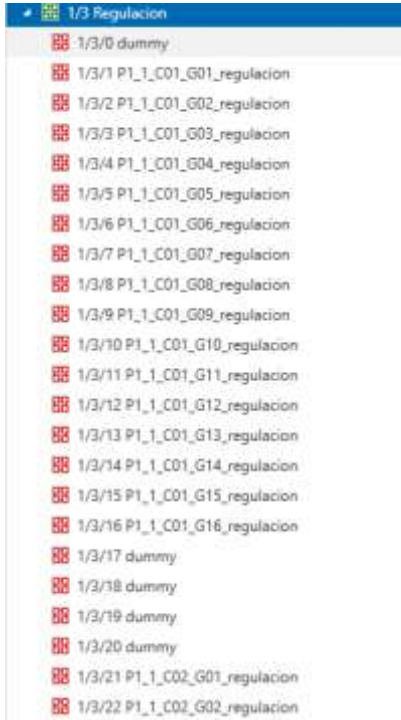 1/3 Regulacion
1/3/0 dummy
1/3/1 P1_1_C01_G01_regulacion
1/3/2 P1_1_C01_G02_regulacion
1/3/3 P1_1_C01_G03_regulacion
1/3/4 P1_1_C01_G04_regulacion
1/3/5 P1_1_C01_G05_regulacion
1/3/6 P1_1_C01_G06_regulacion
1/3/7 P1_1_C01_G07_regulacion
1/3/8 P1_1_C01_G08_regulacion
1/3/9 P1_1_C01_G09_regulacion
1/3/10 P1_1_C01_G10_regulacion
1/3/11 P1_1_C01_G11_regulacion
1/3/12 P1_1_C01_G12_regulacion
1/3/13 P1_1_C01_G13_regulacion
1/3/14 P1_1_C01_G14_regulacion
1/3/15 P1_1_C01_G15_regulacion
1/3/16 P1_1_C01_G16_regulacion
1/3/17 dummy
1/3/18 dummy
1/3/19 dummy
1/3/20 dummy
1/3/21 P1_1_C02_G01_regulacion
1/3/22 P1_1_C02_G02_regulacion